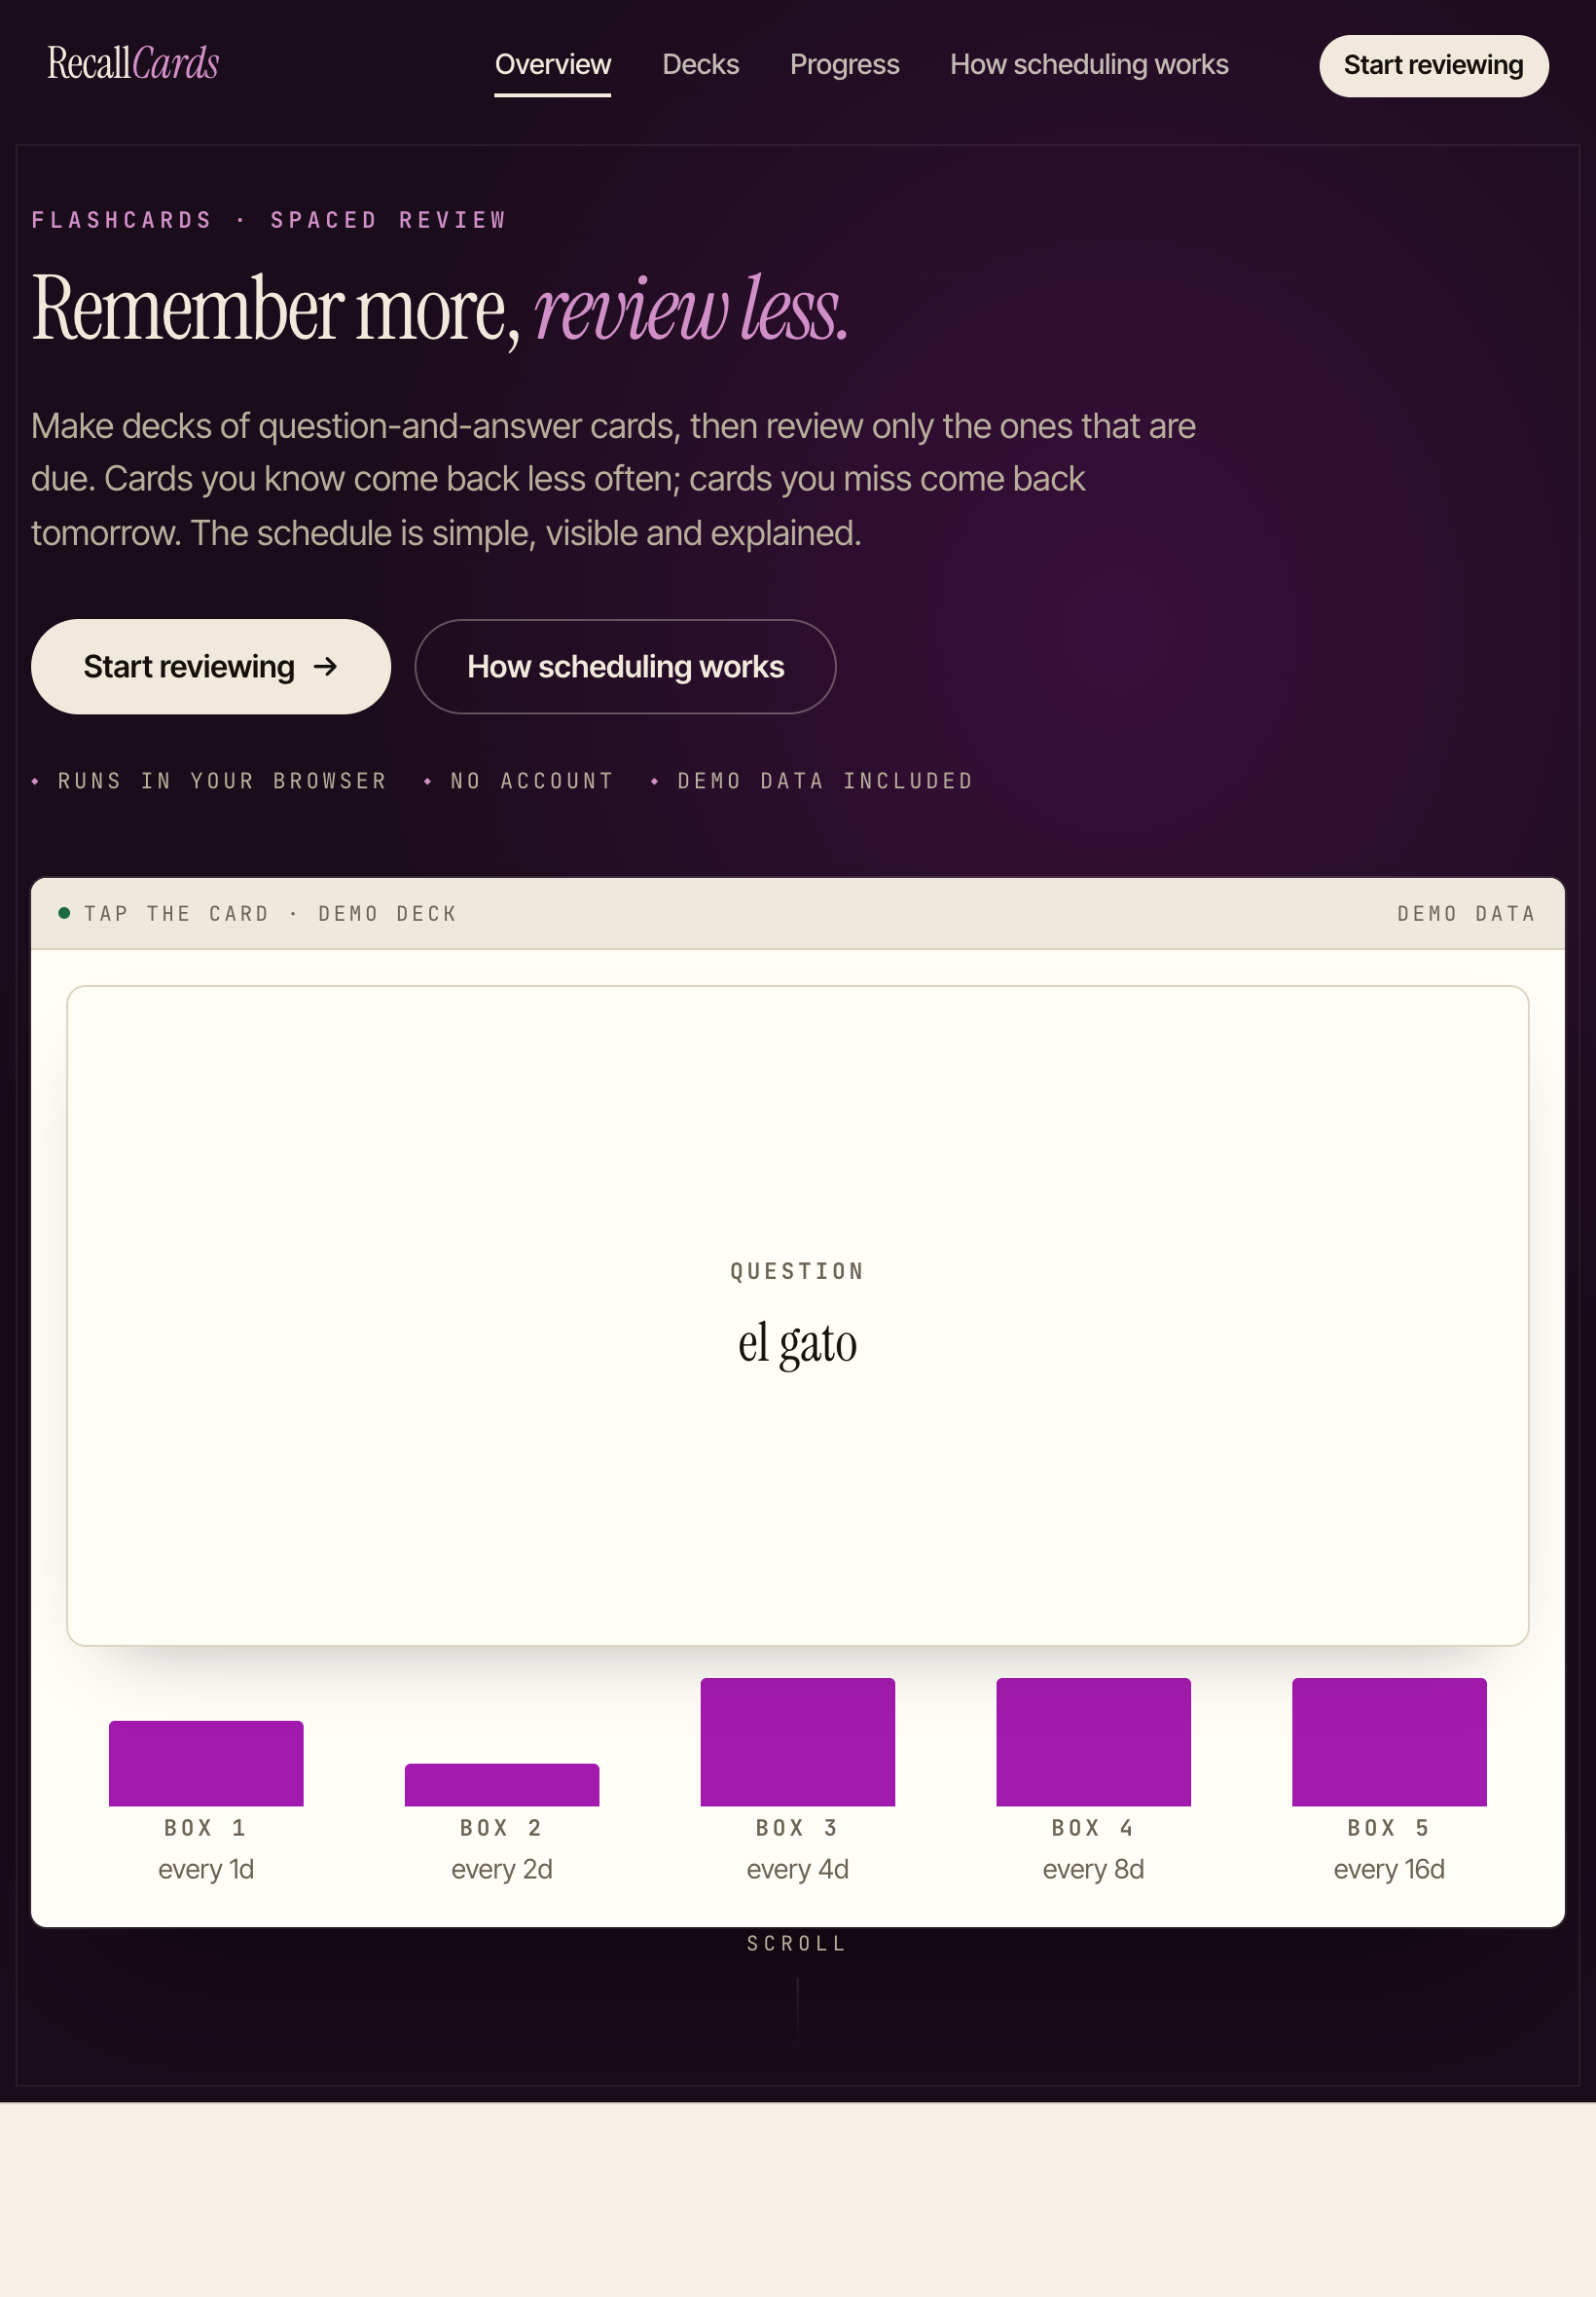 RecallCards
Overview
Decks
Progress
How scheduling works
Start reviewing
FLASHCARDS · SPACED REVIEW
Remember more, review less.
Make decks of question-and-answer cards, then review only the ones that are
due. Cards you know come back less often; cards you miss come back
tomorrow. The schedule is simple, visible and explained.
Start reviewing →
How scheduling works
RUNS IN YOUR BROWSER
NO ACCOUNT
DEMO DATA INCLUDED
TAP THE CARD · DEMO DECK
DEMO DATA
QUESTION
el gato
BOX 1
every 1d
BOX 2
every 2d
BOX 3
every 4d
BOX 4
every 8d
BOX 5
every 16d
SCROLL